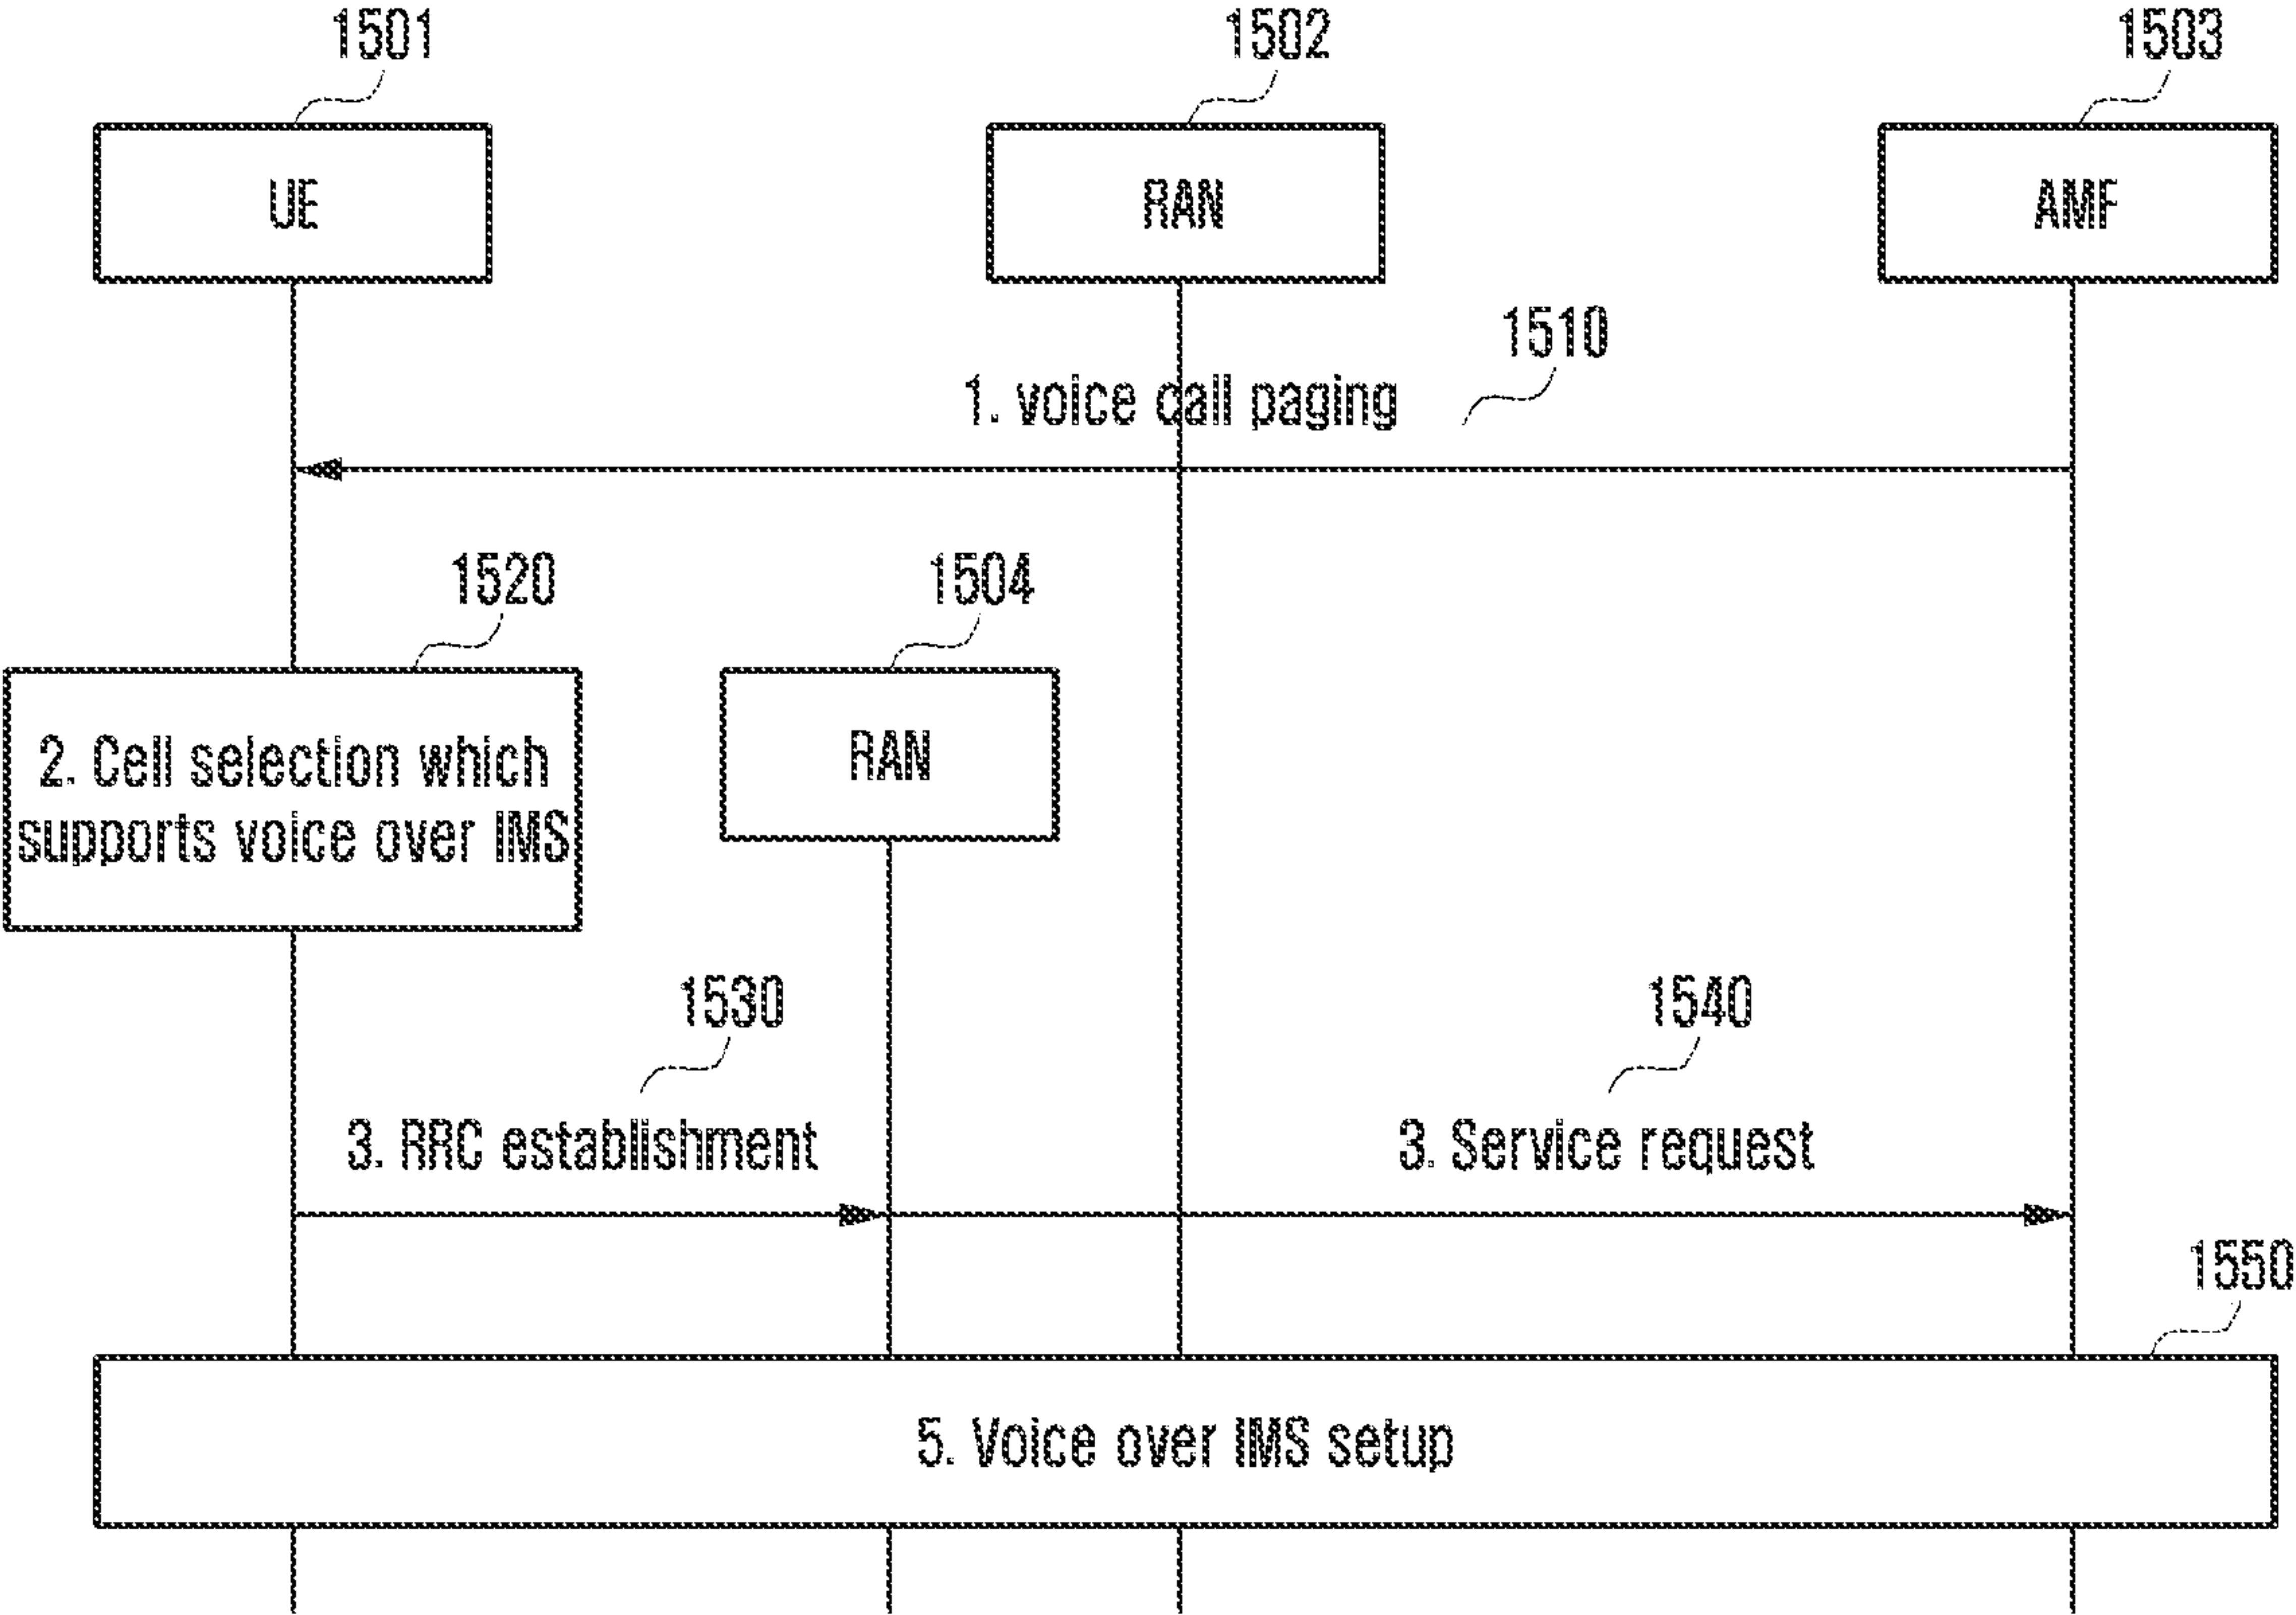 1501
1502
1503
UE
RAN
AMF
1510
1. voice call paging
1520
1504
2. Cell selection which
supports voice over IMS
RAN
1530
1540
3. RRC establishment
3. Service request
1550
5. Voice over IMS setup